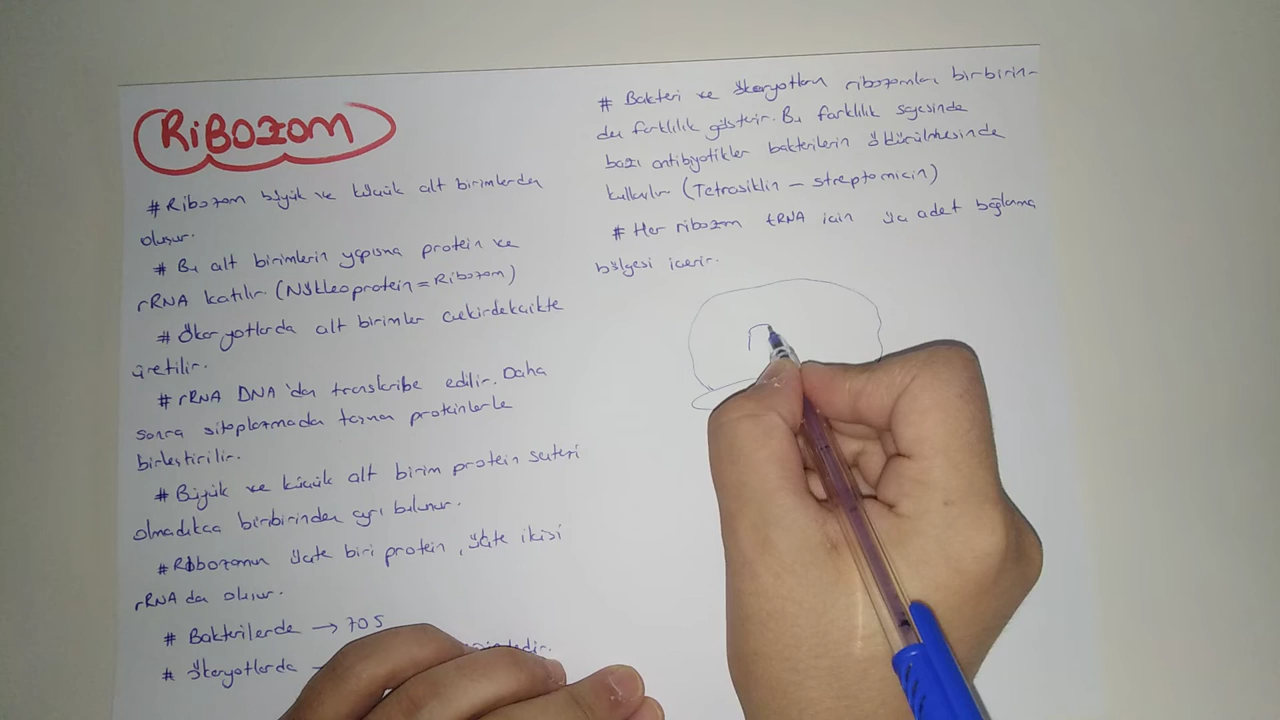 RiBozom
# Ribozom büyük ve küçük alt birimlerden
oluşur.
# Bu alt birimlerin yapısına protein ve
rRNA katılır. (Nükleoprotein = Ribozom)
# Ökaryotlarda alt birimler çekirdekcikte
üretilir.
# rRNA DNA'da transkribe edilir. Daha
sonra sitoplazmada taşınan proteinlerle
birleştirilir.
# Büyük ve küçük alt birim protein sentezi
olmadıkça birbirinden ayrı bulunur.
# Ribozomun üçte biri protein, üçte ikisi
rRNA da oluşur.
# Bakterilerde → 70 S
# Ökaryotlarda →
# Bakteri ve ökaryotların ribozomları birbirin-
den farklılık gösterir. Bu farklılık sayesinde
bazı antibiyotikler bakterilerin öldürülmesinde
kullanılır (Tetrasiklin – streptomicin)
# Her ribozom tRNA için üç adet bağlanma
bölgesi içerir.